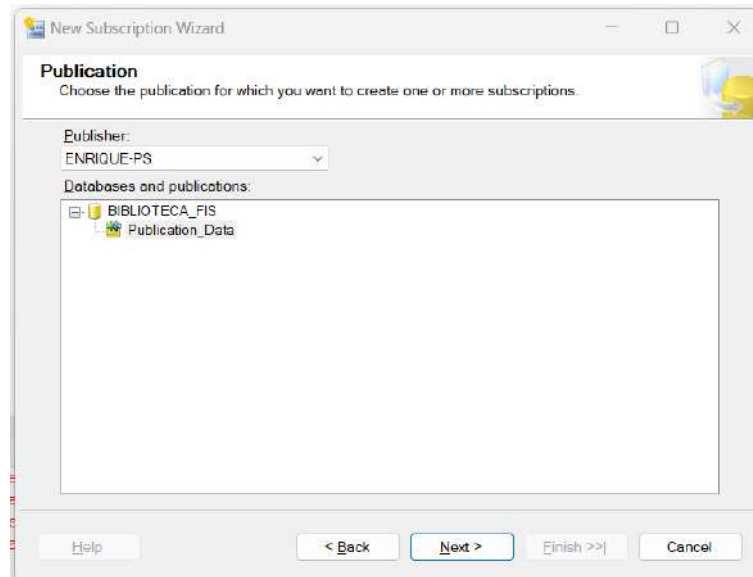 New Subscription Wizard
Publication
Choose the publication for which you want to create one or more subscriptions.
Publisher:
ENRIQUE-PS
Databases and publications:
BIBLIOTECA_FIS
Publication_Data
Help
< Back
Next >
Finish >>|
Cancel